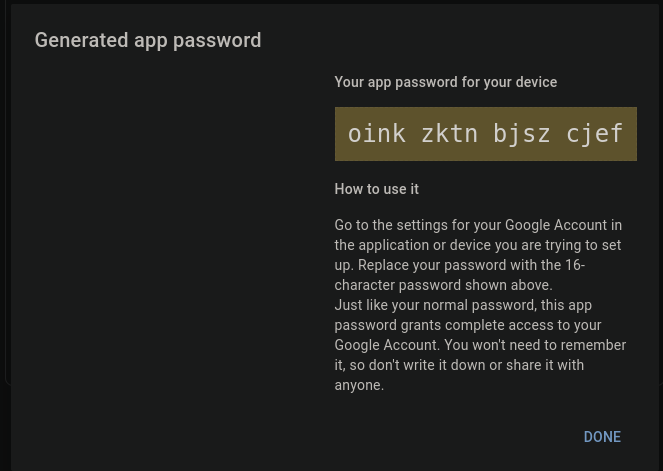 Generated app password
Your app password for your device
oink zktn bjsz cjef
How to use it
Go to the settings for your Google Account in
the application or device you are trying to set
up. Replace your password with the 16-
character password shown above.
Just like your normal password, this app
password grants complete access to your
Google Account. You won't need to remember
it, so don't write it down or share it with
anyone.
DONE